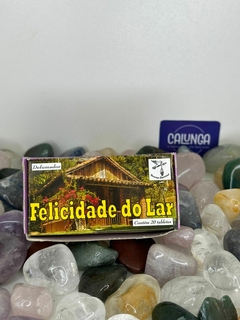 CALUNGA
Defumador
Felicidade do Lar
Contém 20 tabletes